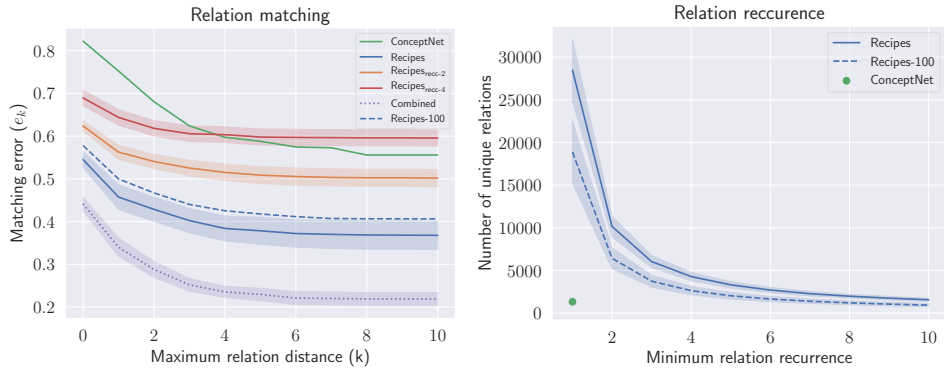 Relation matching
0.8
0.7
0.6
0.5
0.4
0.3
0.2
Matching error (e_k)
ConceptNet
Recipes
Recipes_recc-2
Recipes_recc-4
Combined
Recipes-100
0 2 4 6 8 10
Maximum relation distance (k)
Relation reccurence
30000
25000
20000
15000
10000
5000
0
Number of unique relations
Recipes
Recipes-100
ConceptNet
2 4 6 8 10
Minimum relation recurrence